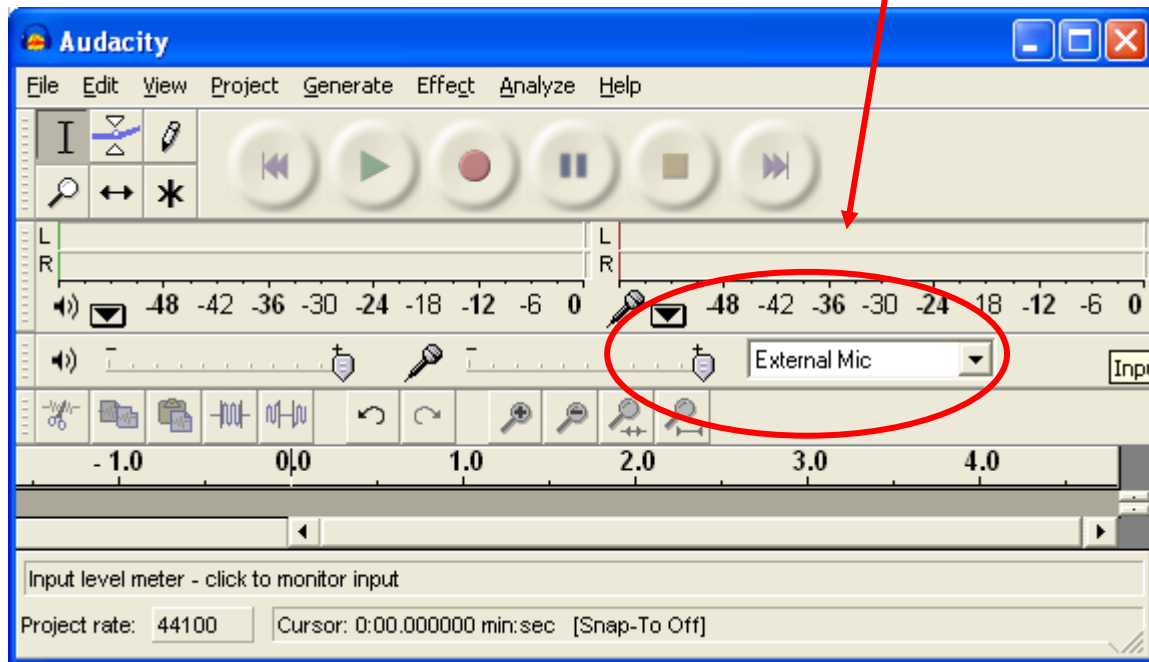 Audacity
File Edit View Project Generate Effect Analyze Help
L L
R R
-48 -42 -36 -30 -24 -18 -12 -6 0 -48 -42 -36 -30 -24 -18 -12 -6 0
- + - + External Mic
Inpu
- 1.0 0.0 1.0 2.0 3.0 4.0
Input level meter - click to monitor input
Project rate: 44100 Cursor: 0:00.000000 min:sec [Snap-To Off]